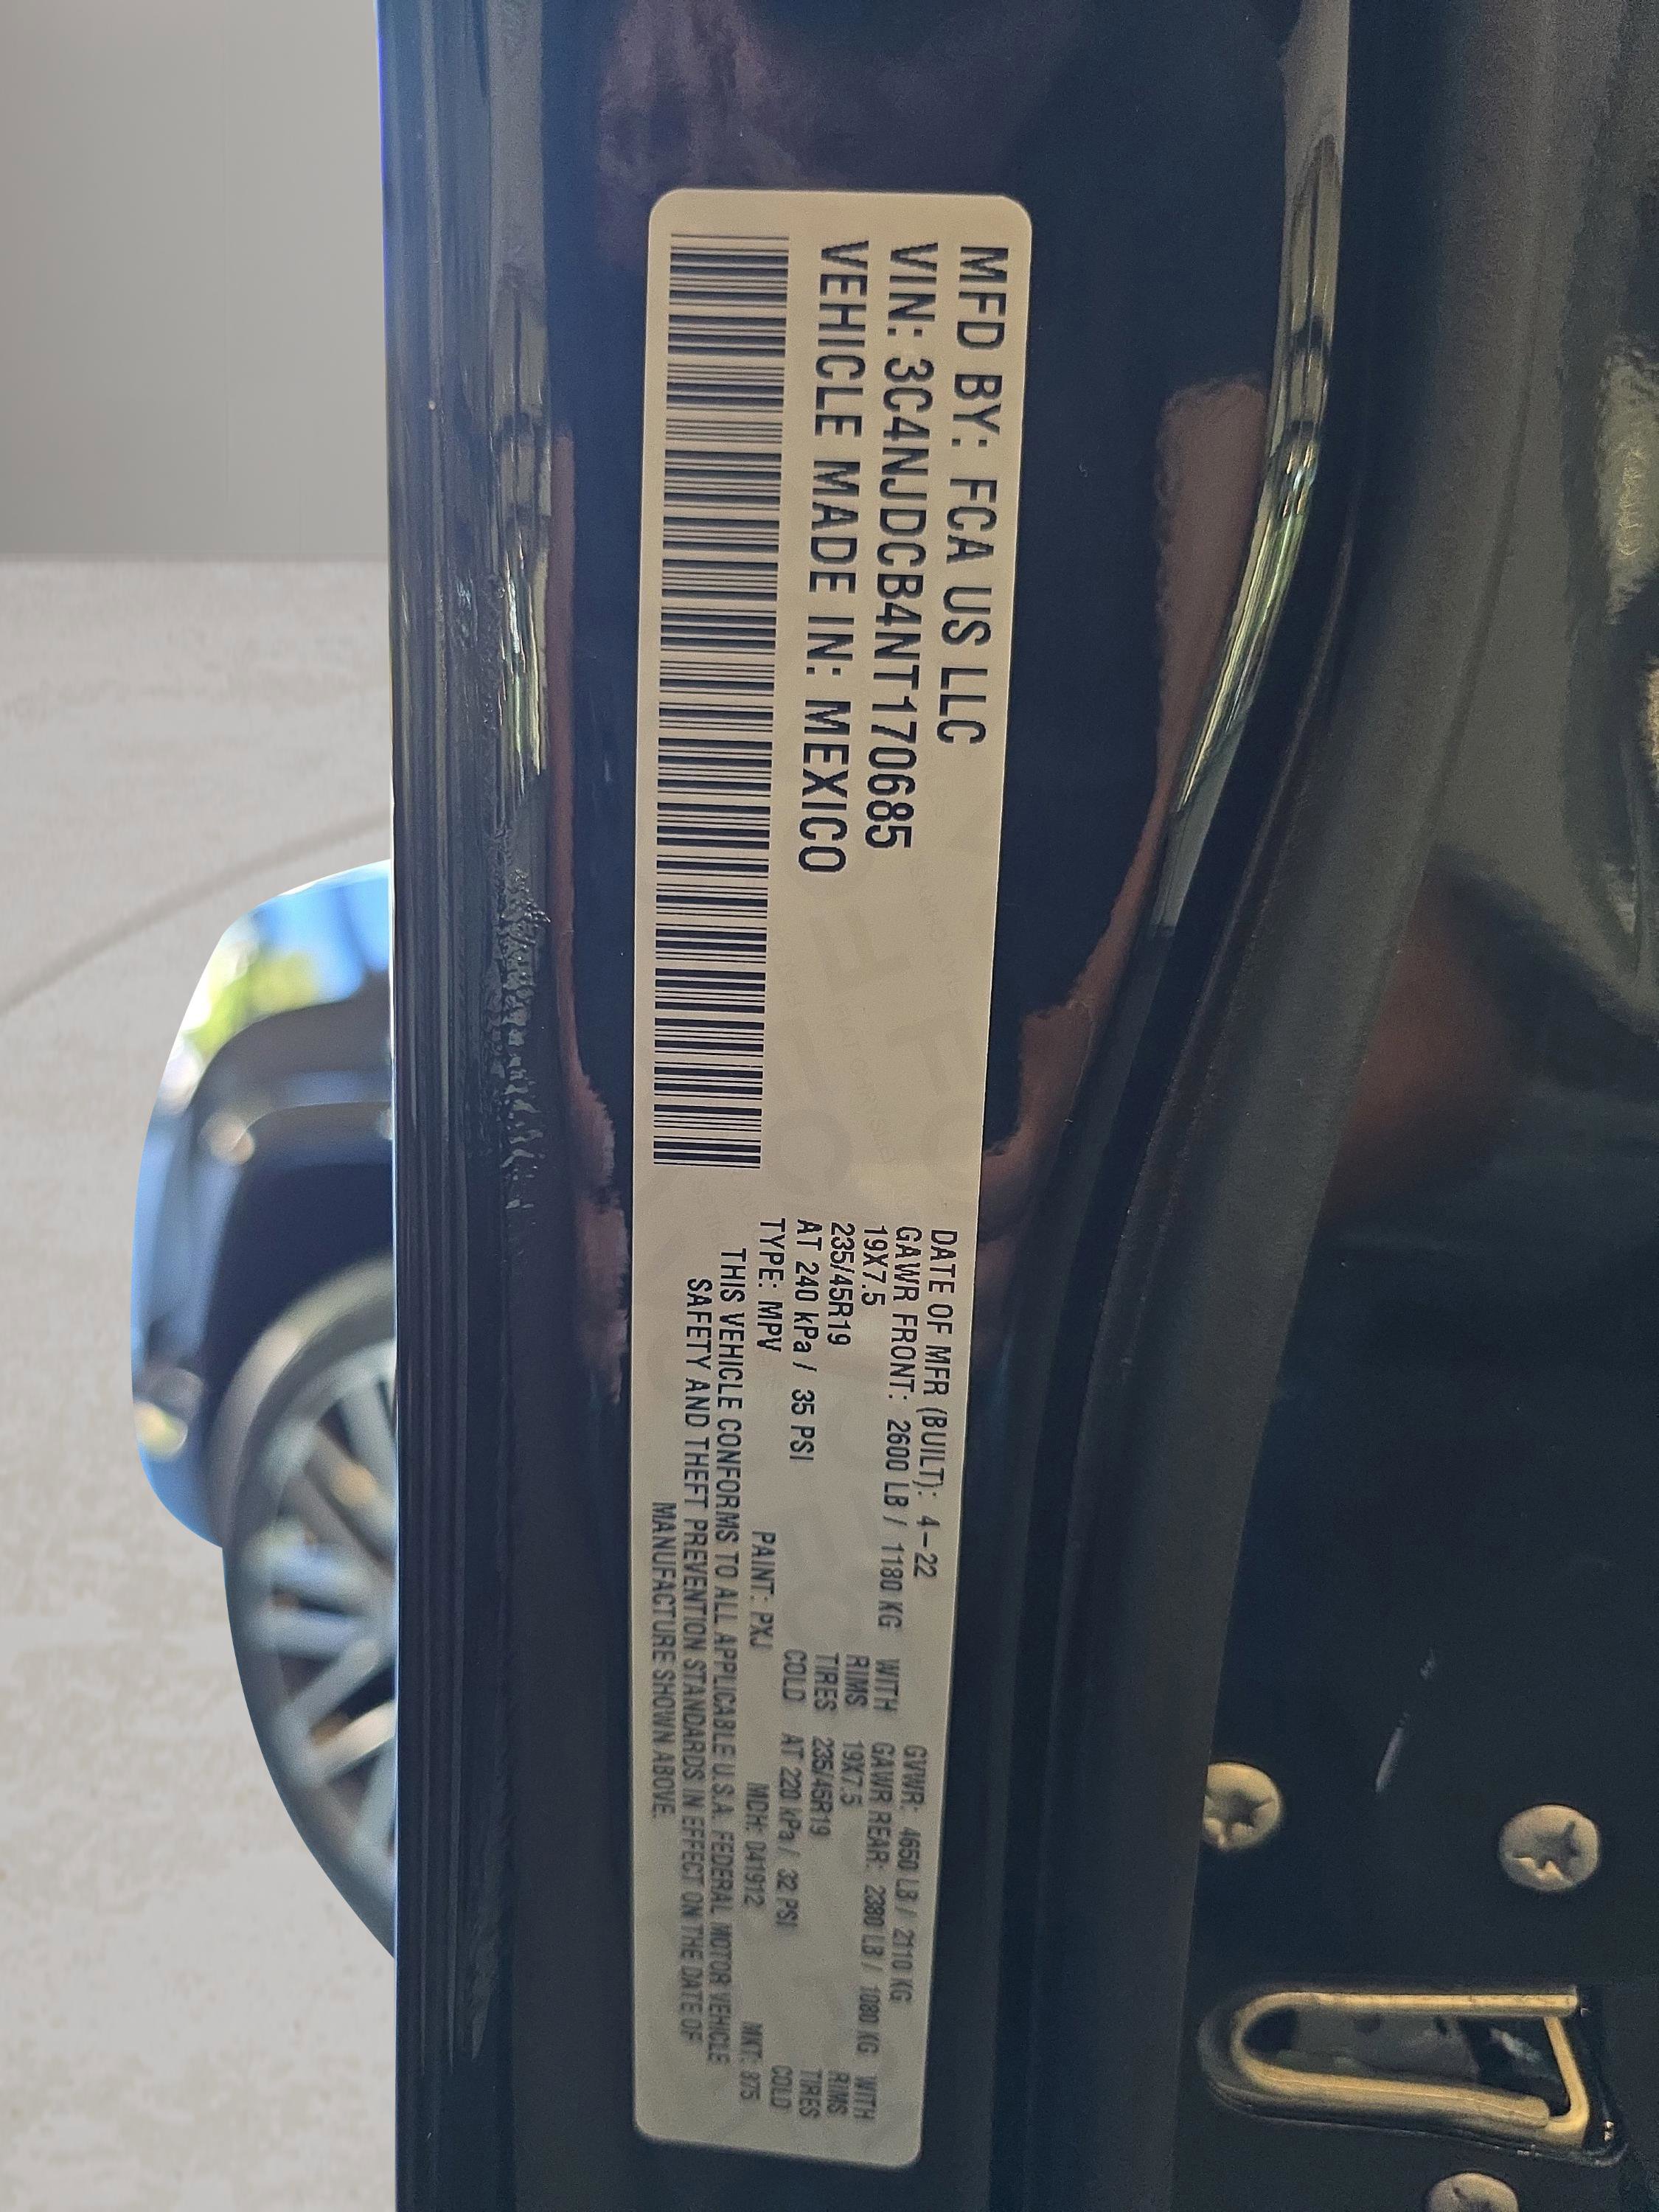 MFD BY: FCA US LLC
VIN: 3C4NJDCB4NT170685
VEHICLE MADE IN: MEXICO
DATE OF MFR (BUILT): 4-22 GVWR: 4650 LB / 2110 KG
GAWR FRONT: 2600 LB / 1180 KG WITH GAWR REAR: 2380 LB / 1080 KG WITH
19X7.5 RIMS 19X7.5 RIMS
235/45R19 TIRES 235/45R19 TIRES
AT 240 kPa / 35 PSI COLD AT 220 kPa / 32 PSI COLD
TYPE: MPV PAINT: PXJ MDH: 041912 MKT: 875
THIS VEHICLE CONFORMS TO ALL APPLICABLE U.S.A. FEDERAL MOTOR VEHICLE
SAFETY AND THEFT PREVENTION STANDARDS IN EFFECT ON THE DATE OF
MANUFACTURE SHOWN ABOVE.